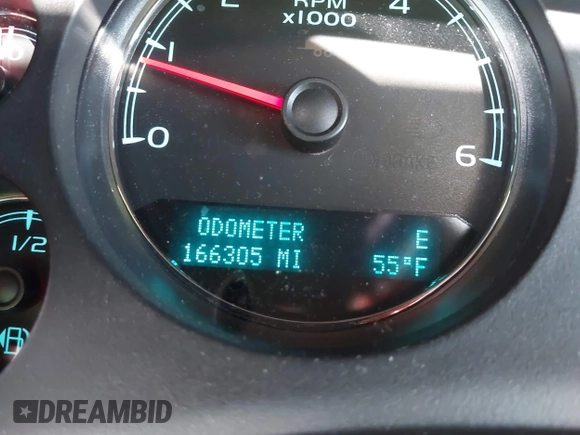 2
4
RPM
x1000
1
0
6
1/2
ODOMETER E
166305 MI 55°F
DREAMBID